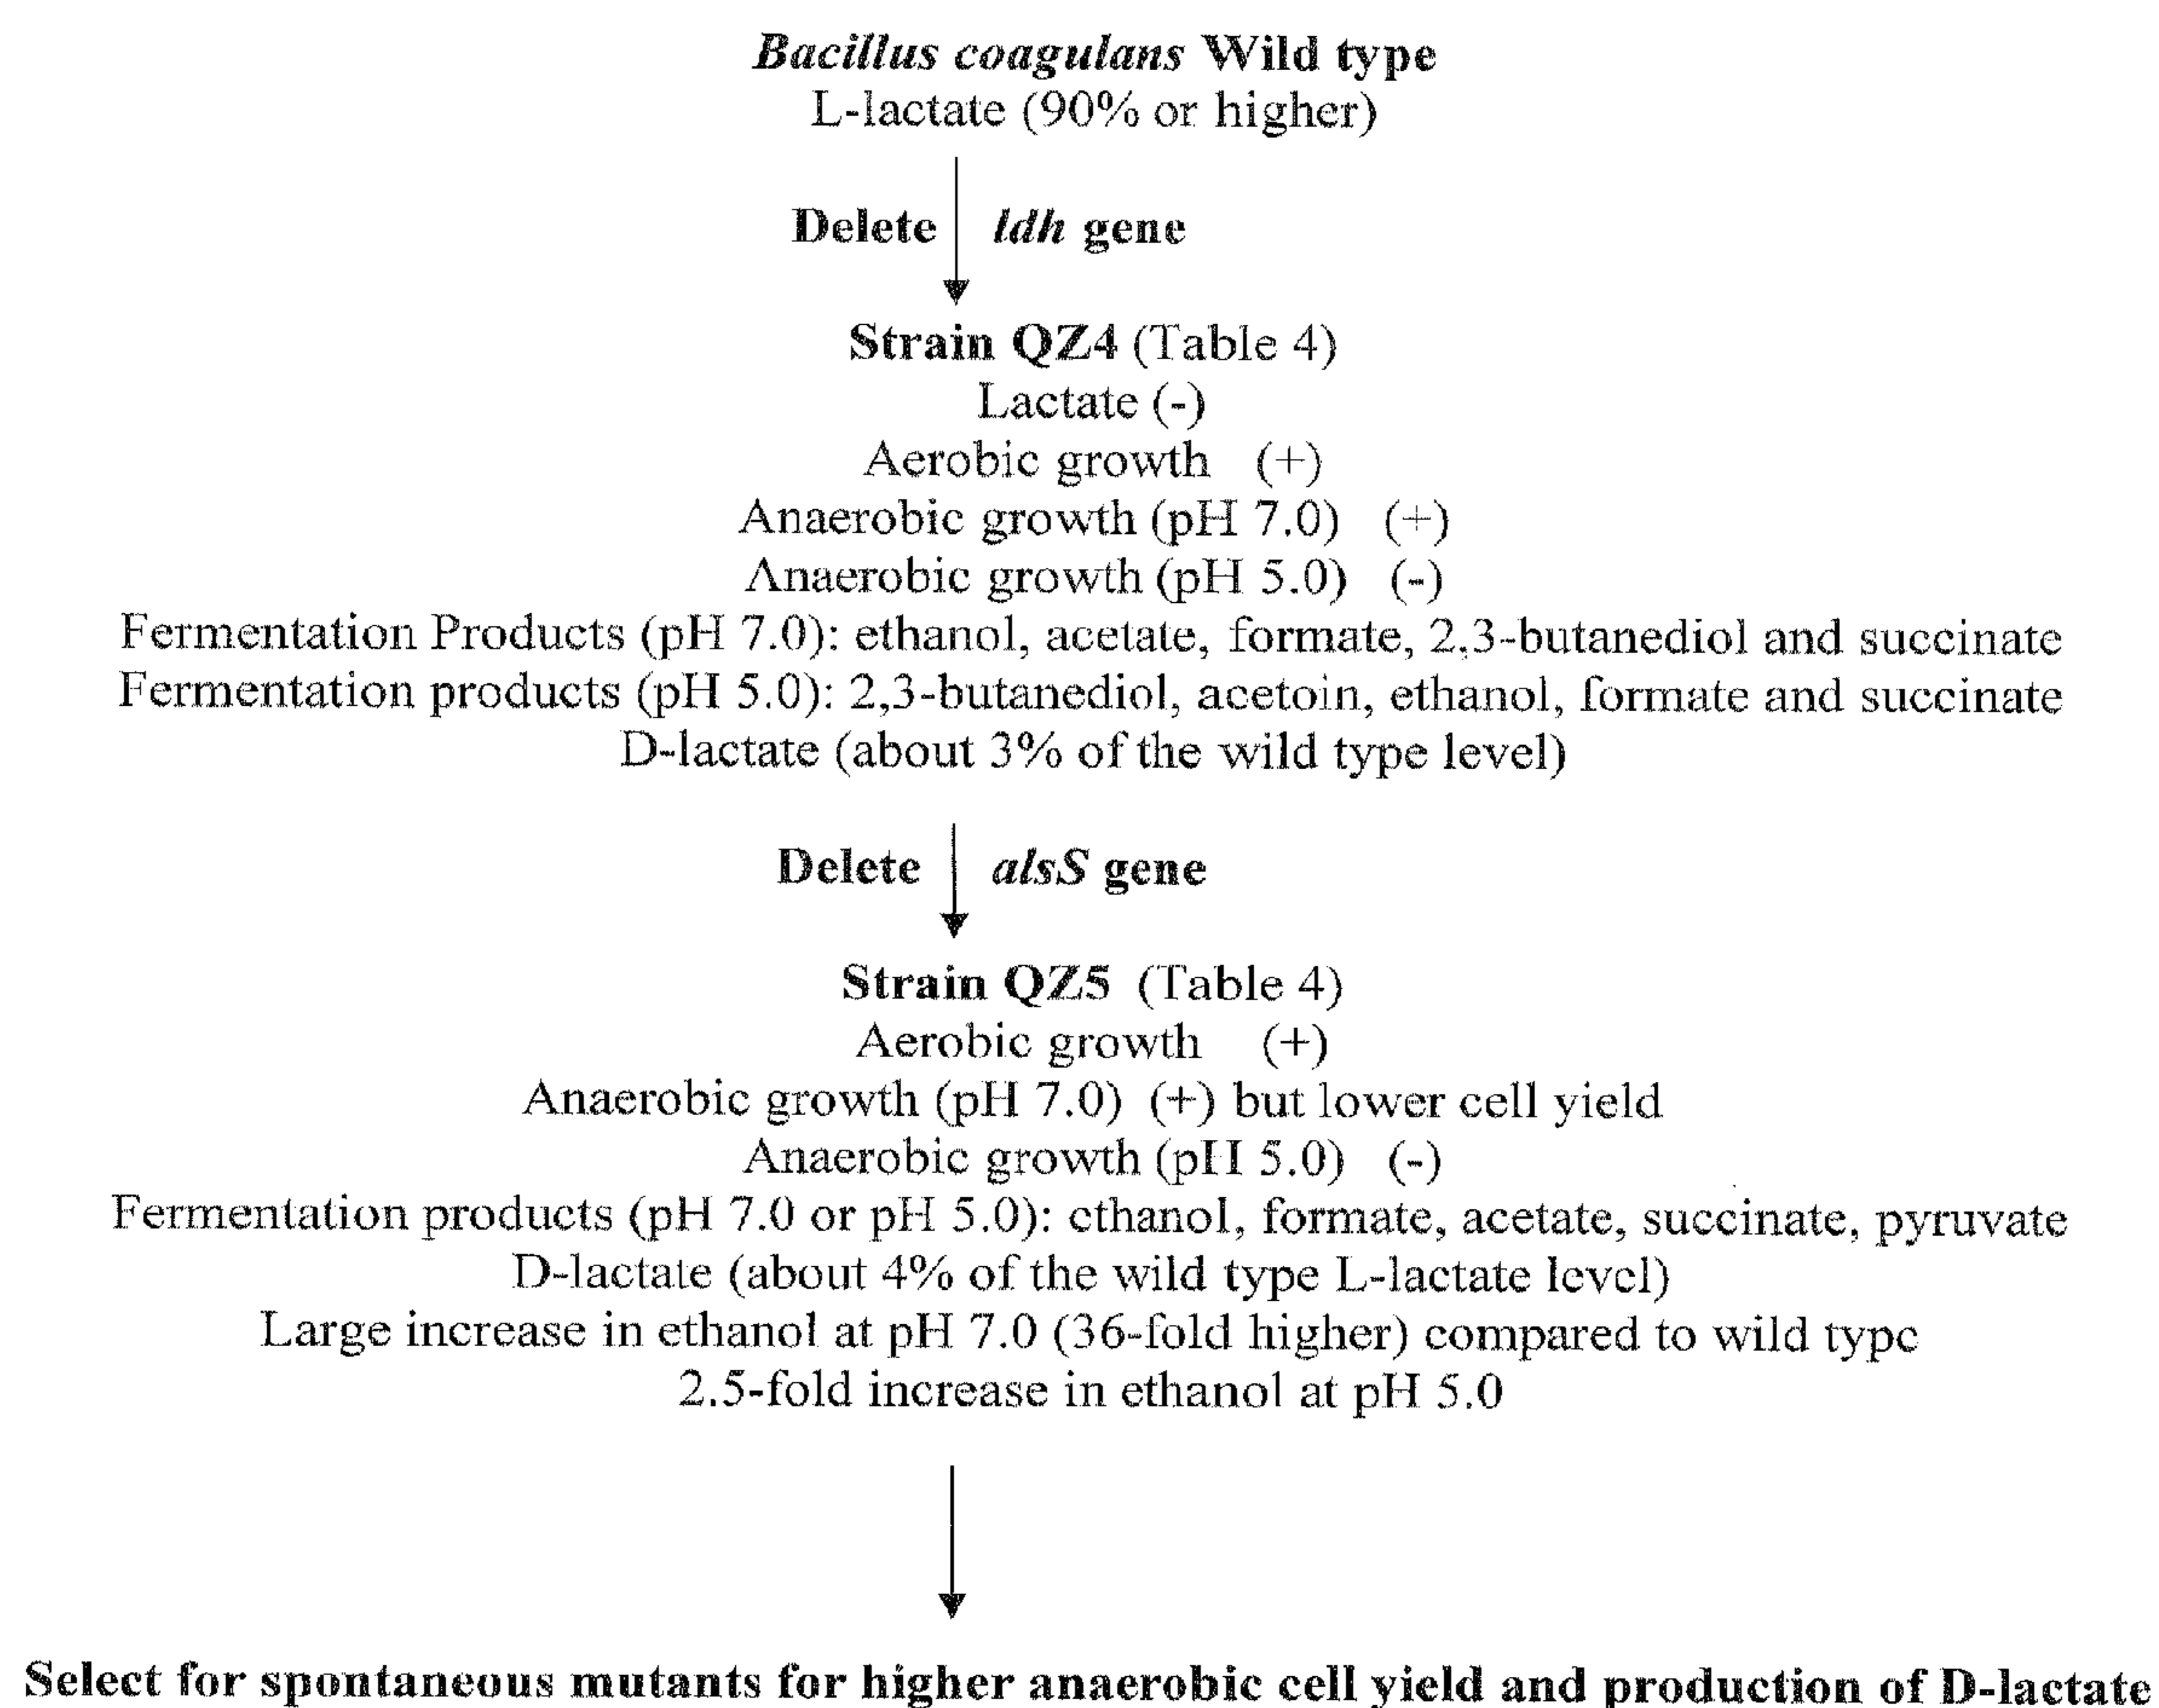 Bacillus coagulans Wild type
L-lactate (90% or higher)
Delete ldh gene
Strain QZ4 (Table 4)
Lactate (-)
Aerobic growth (+)
Anaerobic growth (pH 7.0) (+)
Anaerobic growth (pH 5.0) (-)
Fermentation Products (pH 7.0): ethanol, acetate, formate, 2,3-butanediol and succinate
Fermentation products (pH 5.0): 2,3-butanediol, acetoin, ethanol, formate and succinate
D-lactate (about 3% of the wild type level)
Delete alsS gene
Strain QZ5 (Table 4)
Aerobic growth (+)
Anaerobic growth (pH 7.0) (+) but lower cell yield
Anaerobic growth (pH 5.0) (-)
Fermentation products (pH 7.0 or pH 5.0): ethanol, formate, acetate, succinate, pyruvate
D-lactate (about 4% of the wild type L-lactate level)
Large increase in ethanol at pH 7.0 (36-fold higher) compared to wild type
2.5-fold increase in ethanol at pH 5.0
Select for spontaneous mutants for higher anaerobic cell yield and production of D-lactate